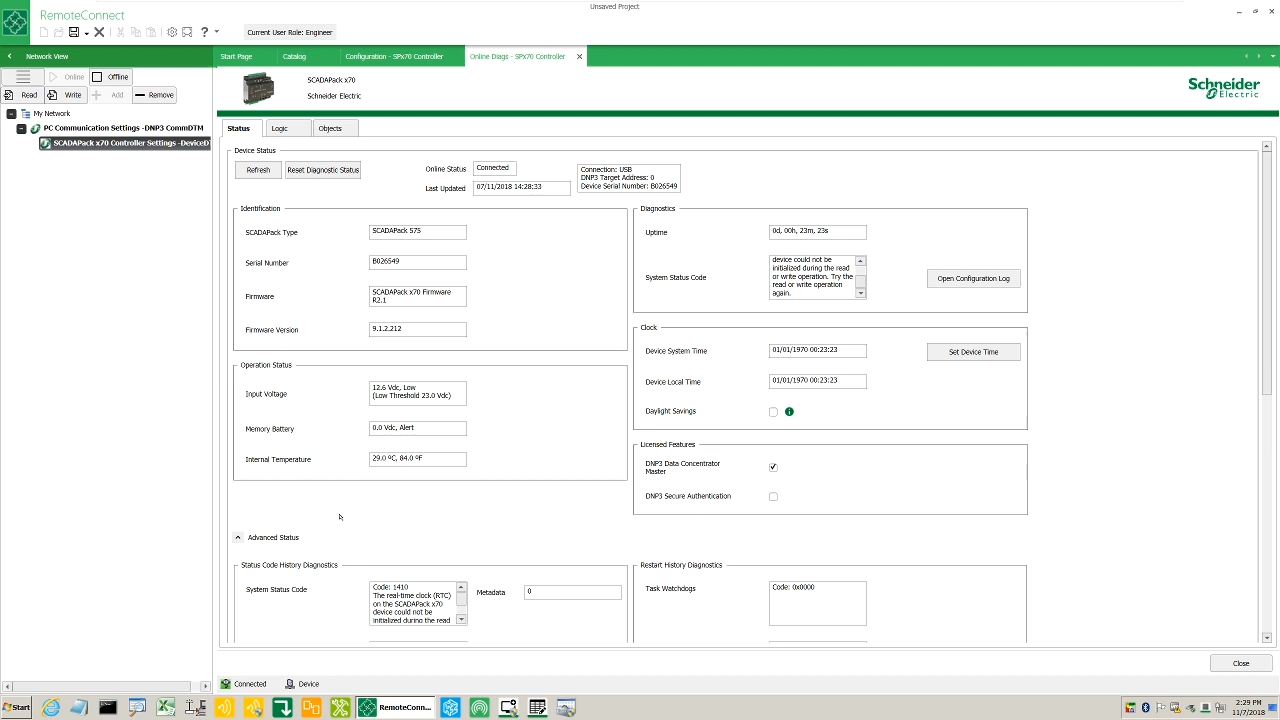 Unsaved Project
RemoteConnect
Current User Role: Engineer
Network View
Start Page
Catalog
Configuration - SPx70 Controller
Online Diags - SPx70 Controller
Online
Offline
Read
Write
Add
Remove
My Network
PC Communication Settings -DNP3 CommDTM
SCADAPack x70 Controller Settings -DeviceD
SCADAPack x70
Schneider Electric
Schneider
Electric
Status
Logic
Objects
Device Status
Refresh
Reset Diagnostic Status
Online Status
Connected
Last Updated
07/11/2018 14:28:33
Connection: USB
DNP3 Target Address: 0
Device Serial Number: B026549
Identification
SCADAPack Type
SCADAPack 575
Serial Number
B026549
Firmware
SCADAPack x70 Firmware
R2.1
Firmware Version
9.1.2.212
Operation Status
Input Voltage
12.6 Vdc, Low
(Low Threshold 23.0 Vdc)
Memory Battery
0.0 Vdc, Alert
Internal Temperature
29.0 ºC, 84.0 ºF
Diagnostics
Uptime
0d, 00h, 23m, 23s
System Status Code
device could not be
initialized during the read
or write operation. Try the
read or write operation
again.
Open Configuration Log
Clock
Device System Time
01/01/1970 00:23:23
Set Device Time
Device Local Time
01/01/1970 00:23:23
Daylight Savings
Licensed Features
DNP3 Data Concentrator
Master
DNP3 Secure Authentication
Advanced Status
Status Code History Diagnostics
System Status Code
Code: 1410
The real-time clock (RTC)
on the SCADAPack x70
device could not be
initialized during the read
Metadata
0
Restart History Diagnostics
Task Watchdogs
Code: 0x0000
Close
Connected
Device
Start
RemoteConn...
2:29 PM
11/7/2018